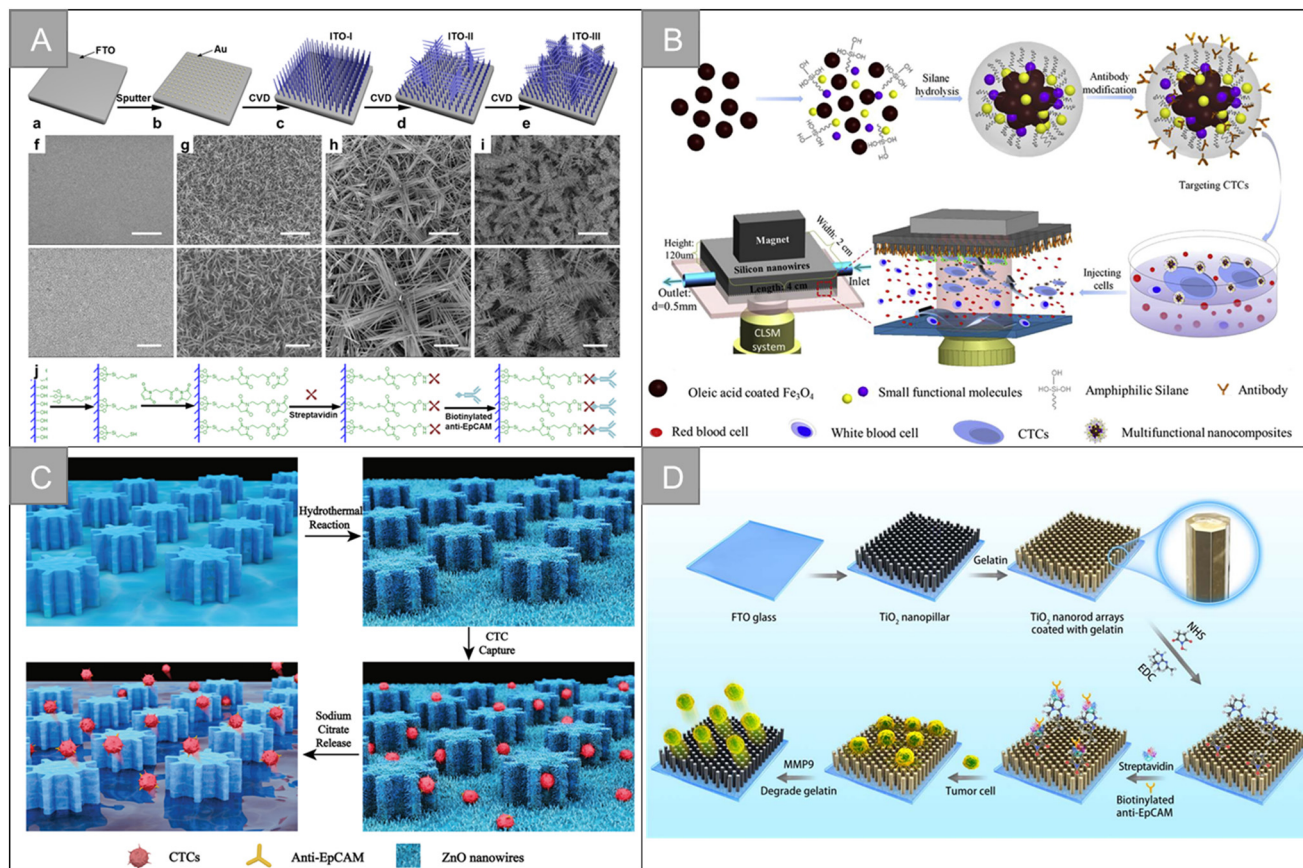 A
FTO
Au
ITO-I
ITO-II
ITO-III
Sputter
CVD
CVD
CVD
a
b
c
d
e
f
g
h
i
j
Streptavidin
Biotinylated
anti-EpCAM
B
Silane
hydrolysis
Antibody
modification
Targeting CTCs
Height:
120um
Magnet
Width: 2 cm
Silicon nanowires
Length: 4 cm
Inlet
Outlet:
d=0.5mm
CLSM
system
Injecting
cells
Oleic acid coated Fe₃O₄
Small functional molecules
Amphiphilic Silane
Antibody
Red blood cell
White blood cell
CTCs
Multifunctional nanocomposites
C
Hydrothermal
Reaction
CTC
Capture
Sodium
Citrate
Release
CTCs
Anti-EpCAM
ZnO nanowires
D
FTO glass
TiO₂ nanopillar
Gelatin
TiO₂ nanorod arrays
coated with gelatin
NHS
EDC
Streptavidin
Biotinylated
anti-EpCAM
Tumor cell
MMP9
Degrade gelatin